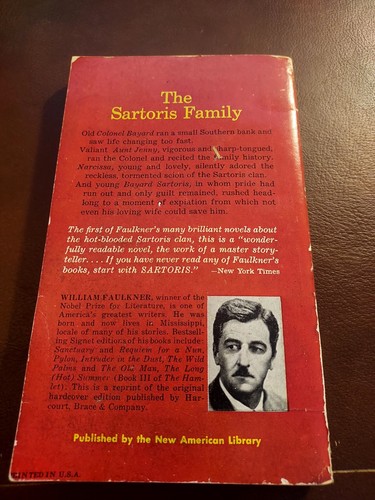 The
Sartoris Family
Old Colonel Bayard ran a small Southern bank and
saw life changing too fast.
Valiant Aunt Jenny, vigorous and sharp-tongued,
ran the Colonel and recited the family history.
Narcissa, young and lovely, silently adored the
reckless, tormented scion of the Sartoris clan.
And young Bayard Sartoris, in whom pride had
run out and only guilt remained, rushed head-
long to a moment of expiation from which not
even his loving wife could save him.
The first of Faulkner's many brilliant novels about
the hot-blooded Sartoris clan, this is a "wonder-
fully readable novel, the work of a master story-
teller. . . . If you have never read any of Faulkner's
books, start with SARTORIS."
—New York Times
WILLIAM FAULKNER, winner of the
Nobel Prize for Literature, is one of
America's greatest writers. He was
born and now lives in Mississippi,
locale of many of his stories. Bestsell-
ing Signet editions of his books include:
Sanctuary and Requiem for a Nun,
Pylon, Intruder in the Dust, The Wild
Palms and The Old Man, The Long
(Hot) Summer (Book III of The Ham-
let). This is a reprint of the original
hardcover edition published by Har-
court, Brace & Company.
Published by the New American Library
PRINTED IN U.S.A.